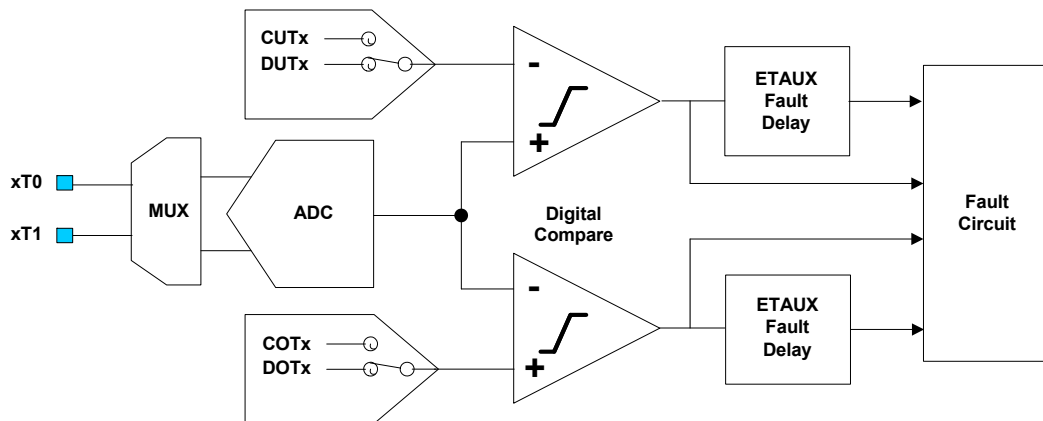 CUTx
DUTx
-
+
ETAUX
Fault
Delay
xT0
xT1
MUX
ADC
Digital
Compare
Fault
Circuit
-
+
COTx
DOTx
ETAUX
Fault
Delay